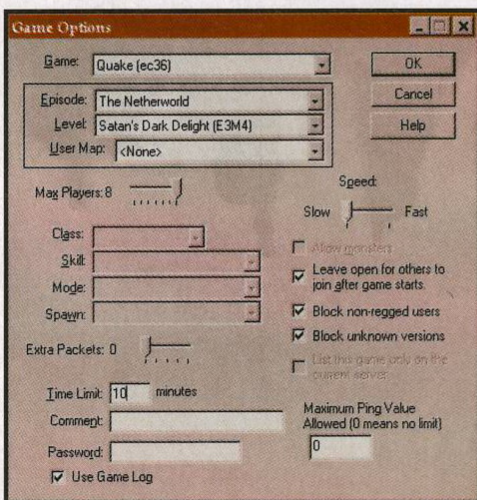 Game Options
Game: Quake (ec36)
OK
Episode: The Netherworld
Cancel
Level: Satan's Dark Delight (E3M4)
Help
User Map: <None>
Max Players: 8
Speed:
Slow
Fast
Class:
Skill:
Mode:
Spawn:
Allow monsters
Leave open for others to
join after game starts.
Block non-regged users
Block unknown versions
List this game only on the
current server
Extra Packets: 0
Time Limit: 10 minutes
Comment:
Maximum Ping Value
Allowed (0 means no limit)
0
Password:
Use Game Log